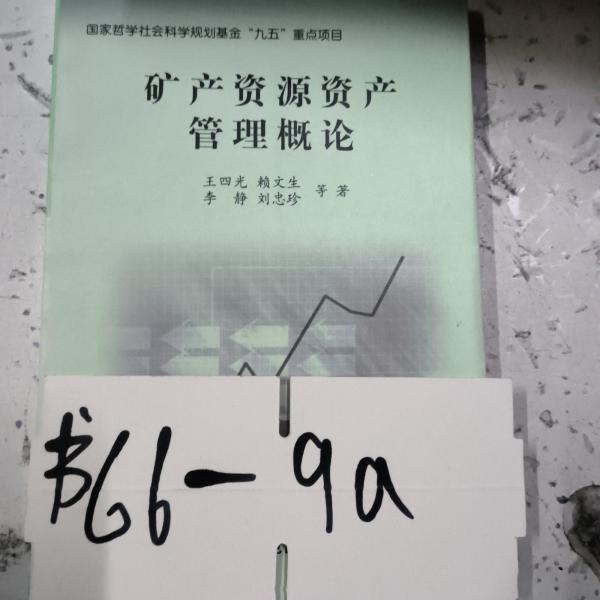 国家哲学社会科学规划基金"九五"重点项目
矿产资源资产
管理概论
王四光 赖文生
李静 刘忠珍 等著
书66-9a